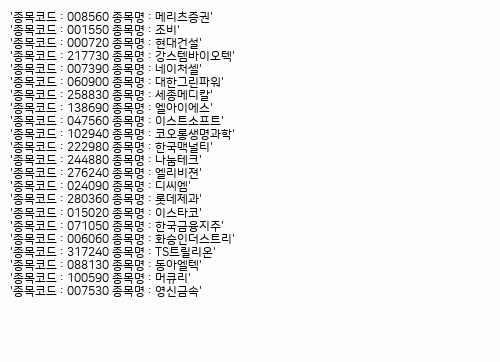 '종목코드 : 008560 종목명 : 메리츠증권'
'종목코드 : 001550 종목명 : 조비'
'종목코드 : 000720 종목명 : 현대건설'
'종목코드 : 217730 종목명 : 강스템바이오텍'
'종목코드 : 007390 종목명 : 네이처셀'
'종목코드 : 060900 종목명 : 대한그린파워'
'종목코드 : 258830 종목명 : 세종메디칼'
'종목코드 : 138690 종목명 : 엘아이에스'
'종목코드 : 047560 종목명 : 이스트소프트'
'종목코드 : 102940 종목명 : 코오롱생명과학'
'종목코드 : 222980 종목명 : 한국맥널티'
'종목코드 : 244880 종목명 : 나눔테크'
'종목코드 : 276240 종목명 : 엘리비젼'
'종목코드 : 024090 종목명 : 디씨엠'
'종목코드 : 280360 종목명 : 롯데제과'
'종목코드 : 015020 종목명 : 이스타코'
'종목코드 : 071050 종목명 : 한국금융지주'
'종목코드 : 006060 종목명 : 화승인더스트리'
'종목코드 : 317240 종목명 : TS트릴리온'
'종목코드 : 088130 종목명 : 동아엘텍'
'종목코드 : 100590 종목명 : 머큐리'
'종목코드 : 007530 종목명 : 영신금속'